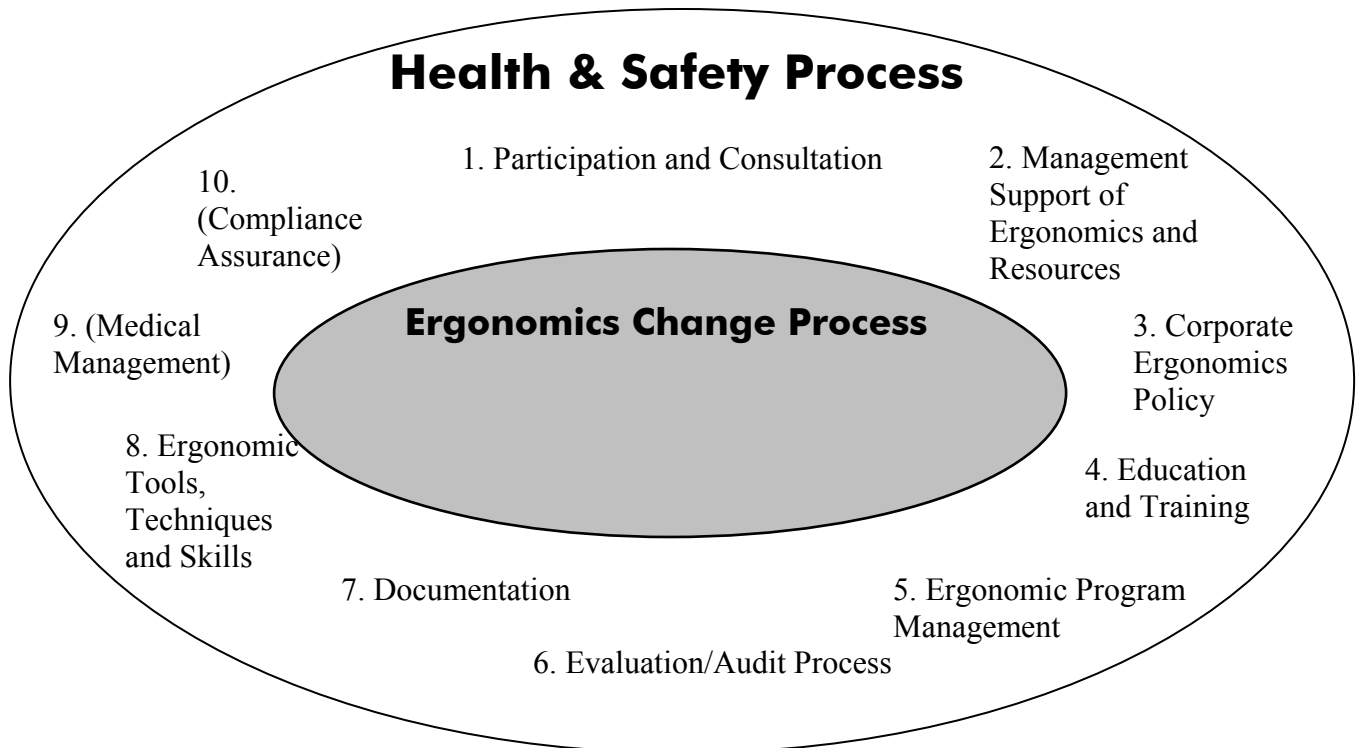 Health & Safety Process
1. Participation and Consultation
2. Management
Support of
Ergonomics and
Resources
3. Corporate
Ergonomics
Policy
4. Education
and Training
5. Ergonomic Program
Management
6. Evaluation/Audit Process
7. Documentation
8. Ergonomic
Tools,
Techniques
and Skills
9. (Medical
Management)
10.
(Compliance
Assurance)
Ergonomics Change Process